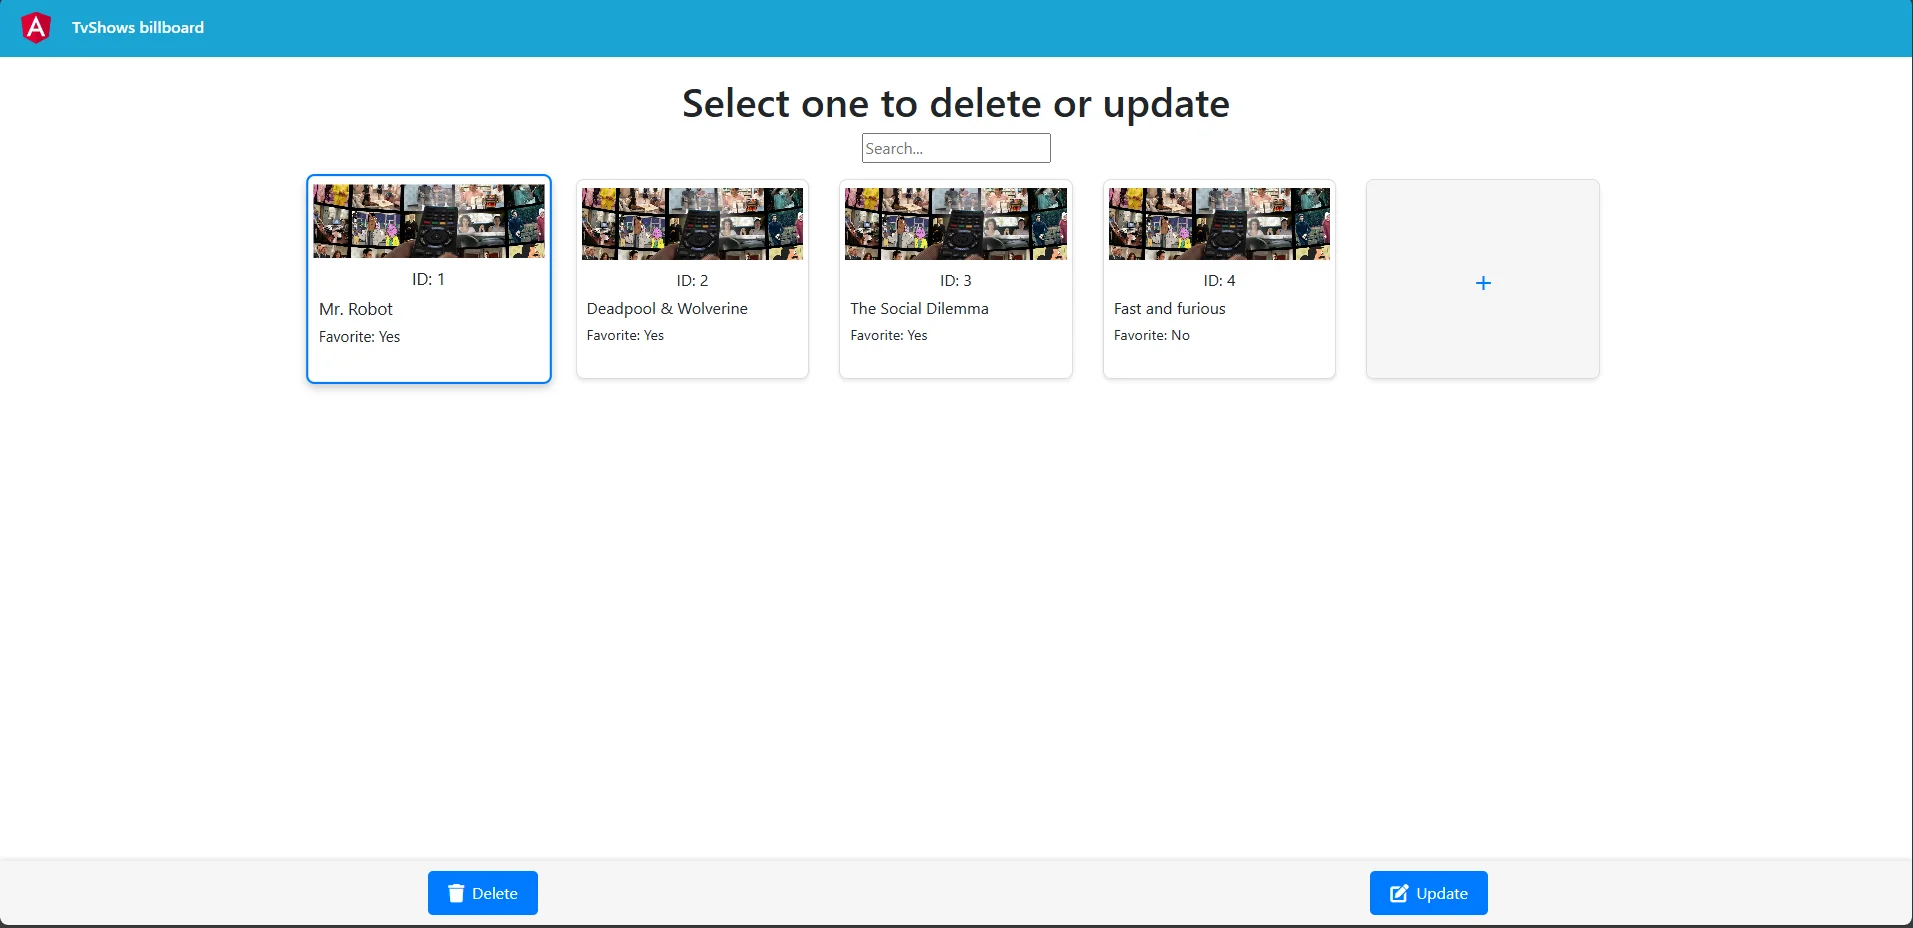 TvShows billboard
Select one to delete or update
Search...
ID: 1
Mr. Robot
Favorite: Yes
ID: 2
Deadpool & Wolverine
Favorite: Yes
ID: 3
The Social Dilemma
Favorite: Yes
ID: 4
Fast and furious
Favorite: No
+
Delete
Update